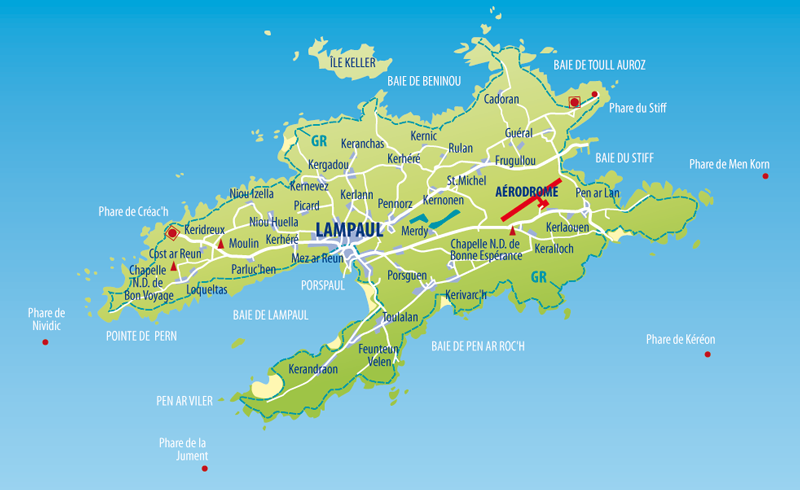 ÎLE KELLER
BAIE DE BENINOU
BAIE DE TOULL AUROZ
Cadoran
Phare du Stiff
GR
Keranchas
Kernic
Guéral
Rulan
Kergadou
Kerhéré
Frugullou
BAIE DU STIFF
Phare de Men Korn
St.Michel
Kernevez
Niou Izella
Kerlann
Kernonen
AÉRODROME
Pen ar Lan
Picard
Pennorz
Phare de Créac'h
Niou Huella
Keridreux
LAMPAUL
Merdy
Kerlaouen
Moulin
Kerhéré
Chapelle N.D. de
Bonne Espérance
Keralloch
Cost ar Reun
Mez ar Reun
Chapelle
N.D. de
Bon Voyage
Parluc'hen
Loqueltas
Porsguen
GR
PORSPAUL
Kerivarc'h
Phare de
Nividic
BAIE DE LAMPAUL
Toulalan
POINTE DE PERN
BAIE DE PEN AR ROC'H
Phare de Kéréon
Feunteun
Velen
Kerandraon
PEN AR VILER
Phare de la
Jument